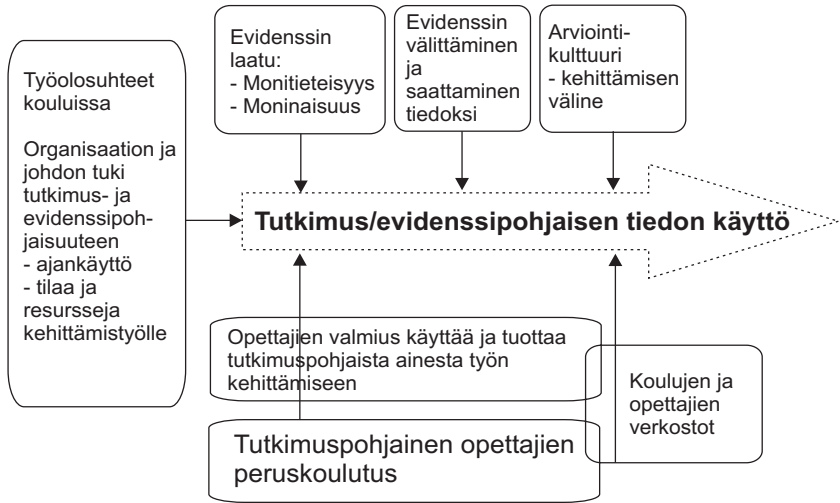 Työolosuhteet
kouluissa
Organisaation ja
johdon tuki
tutkimus- ja
evidenssipoh-
jaisuuteen
- ajankäyttö
- tilaa ja
resursseja
kehittämistyölle
Evidenssin
laatu:
- Monitieteisyys
- Moninaisuus
Evidenssin
välittäminen
ja
saattaminen
tiedoksi
Arviointi-
kulttuuri
- kehittämisen
väline
Tutkimus/evidenssipohjaisen tiedon käyttö
Opettajien valmius käyttää ja tuottaa
tutkimuspohjaista ainesta työn
kehittämiseen
Tutkimuspohjainen opettajien
peruskoulutus
Koulujen ja
opettajien
verkostot